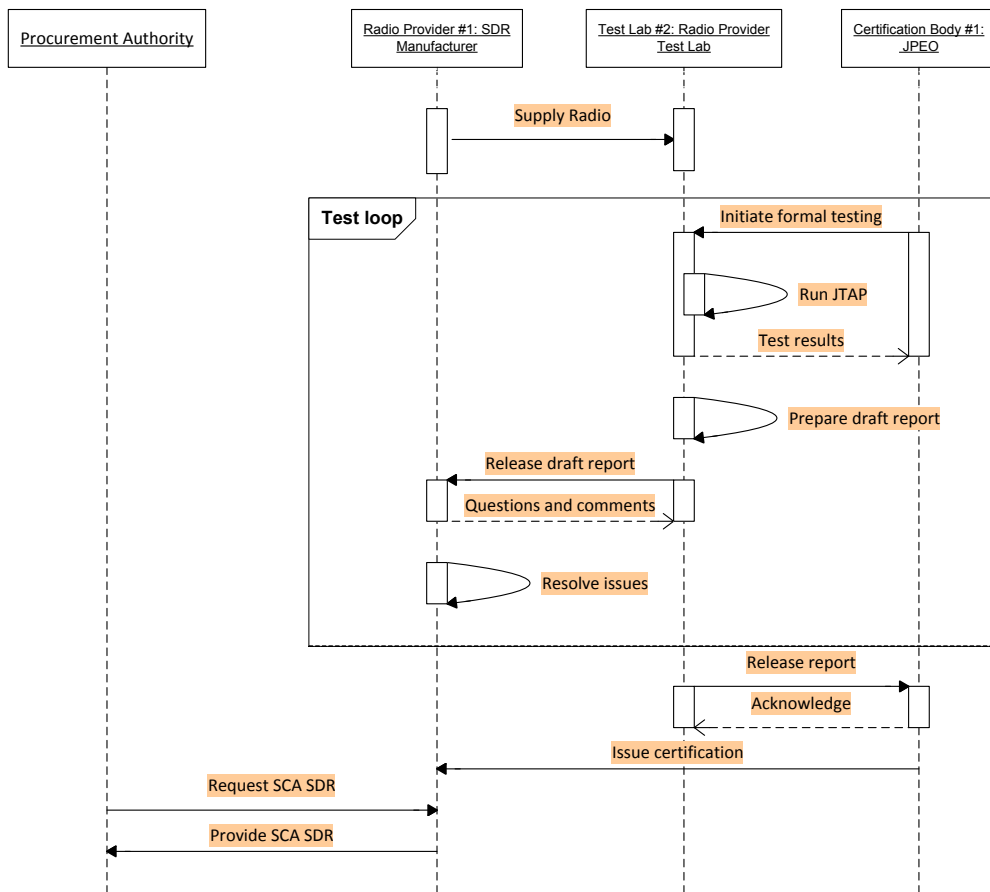 Procurement Authority
Radio Provider #1: SDR
Manufacturer
Test Lab #2: Radio Provider
Test Lab
Certification Body #1:
JPEO
Supply Radio
Test loop
Initiate formal testing
Run JTAP
Test results
Prepare draft report
Release draft report
Questions and comments
Resolve issues
Release report
Acknowledge
Issue certification
Request SCA SDR
Provide SCA SDR